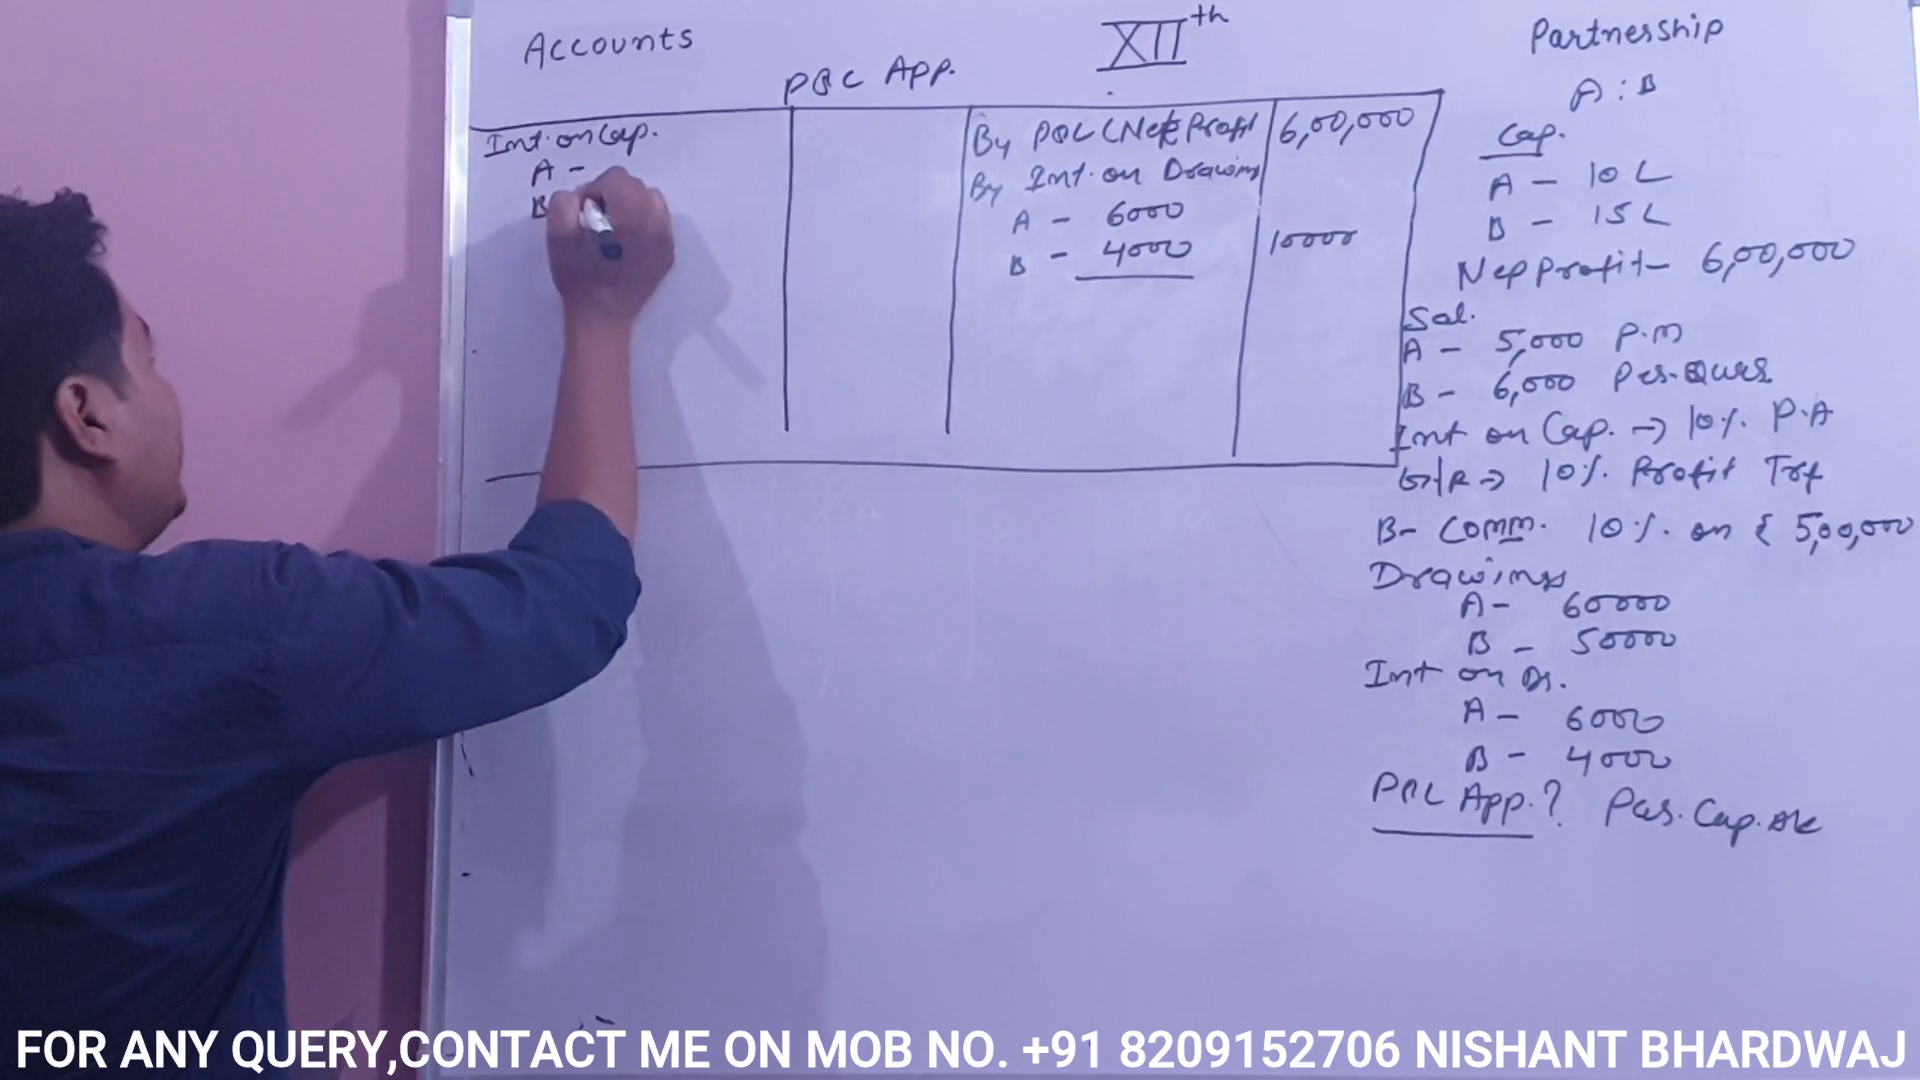 Accounts
XIIth
Partnership
P&L App.
A : B
Int. on Cap.
A -
B
By P&L (Net Profit
6,00,000
By Int. on Drawings
A - 6000
B - 4000
10000
Cap.
A - 10 L
B - 15 L
Net Profit - 6,00,000
Sal.
A - 5,000 P.M
B - 6,000 Per Quer
Int on Cap. → 10% P.A
G/R → 10% Profit Trf
B - Comm. 10% on ₹ 5,00,000
Drawings
A - 60000
B - 50000
Int on Dr.
A - 6000
B - 4000
P&L App. ? Par. Cap. A/c
FOR ANY QUERY,CONTACT ME ON MOB NO. +91 8209152706 NISHANT BHARDWAJ